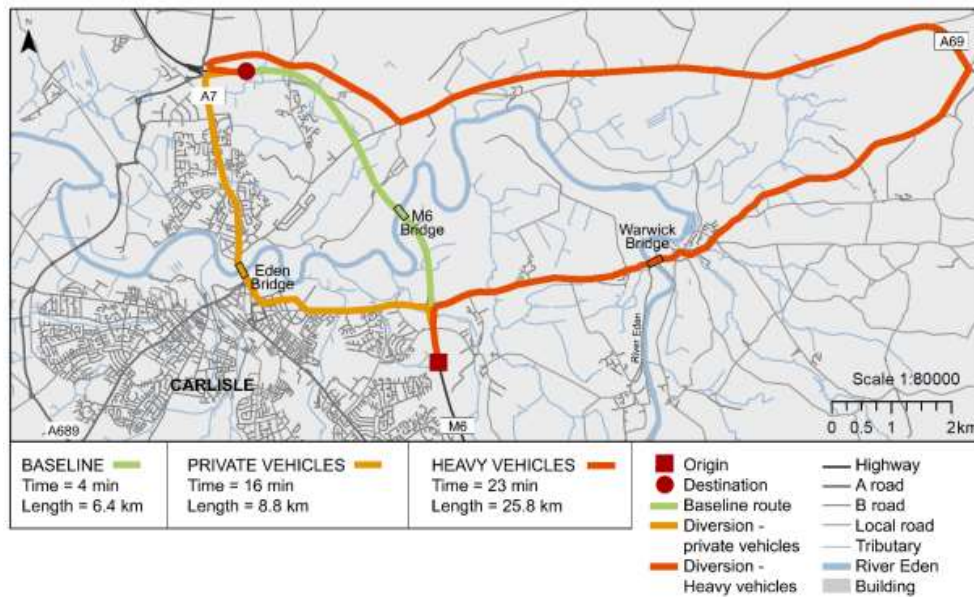 N
A69
A7
M6
Bridge
Warwick
Bridge
Eden
Bridge
River Eden
CARLISLE
Scale 1:80000
0 0.5 1 2km
A689
M6
BASELINE
Time = 4 min
Length = 6.4 km
PRIVATE VEHICLES
Time = 16 min
Length = 8.8 km
HEAVY VEHICLES
Time = 23 min
Length = 25.8 km
Origin
Destination
Baseline route
Diversion -
private vehicles
Diversion -
Heavy vehicles
Highway
A road
B road
Local road
Tributary
River Eden
Building